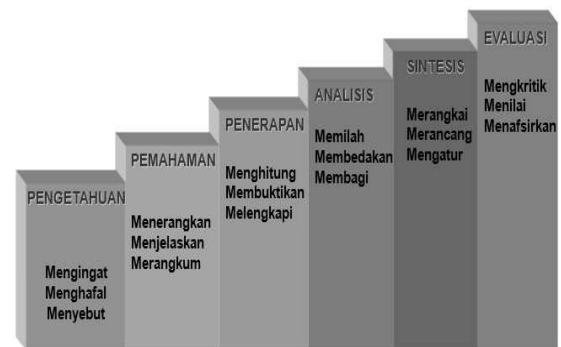 PENGETAHUAN
Mengingat
Menghafal
Menyebut
PEMAHAMAN
Menerangkan
Menjelaskan
Merangkum
PENERAPAN
Menghitung
Membuktikan
Melengkapi
ANALISIS
Memilah
Membedakan
Membagi
SINTESIS
Merangkai
Merancang
Mengatur
EVALUASI
Mengkritik
Menilai
Menafsirkan